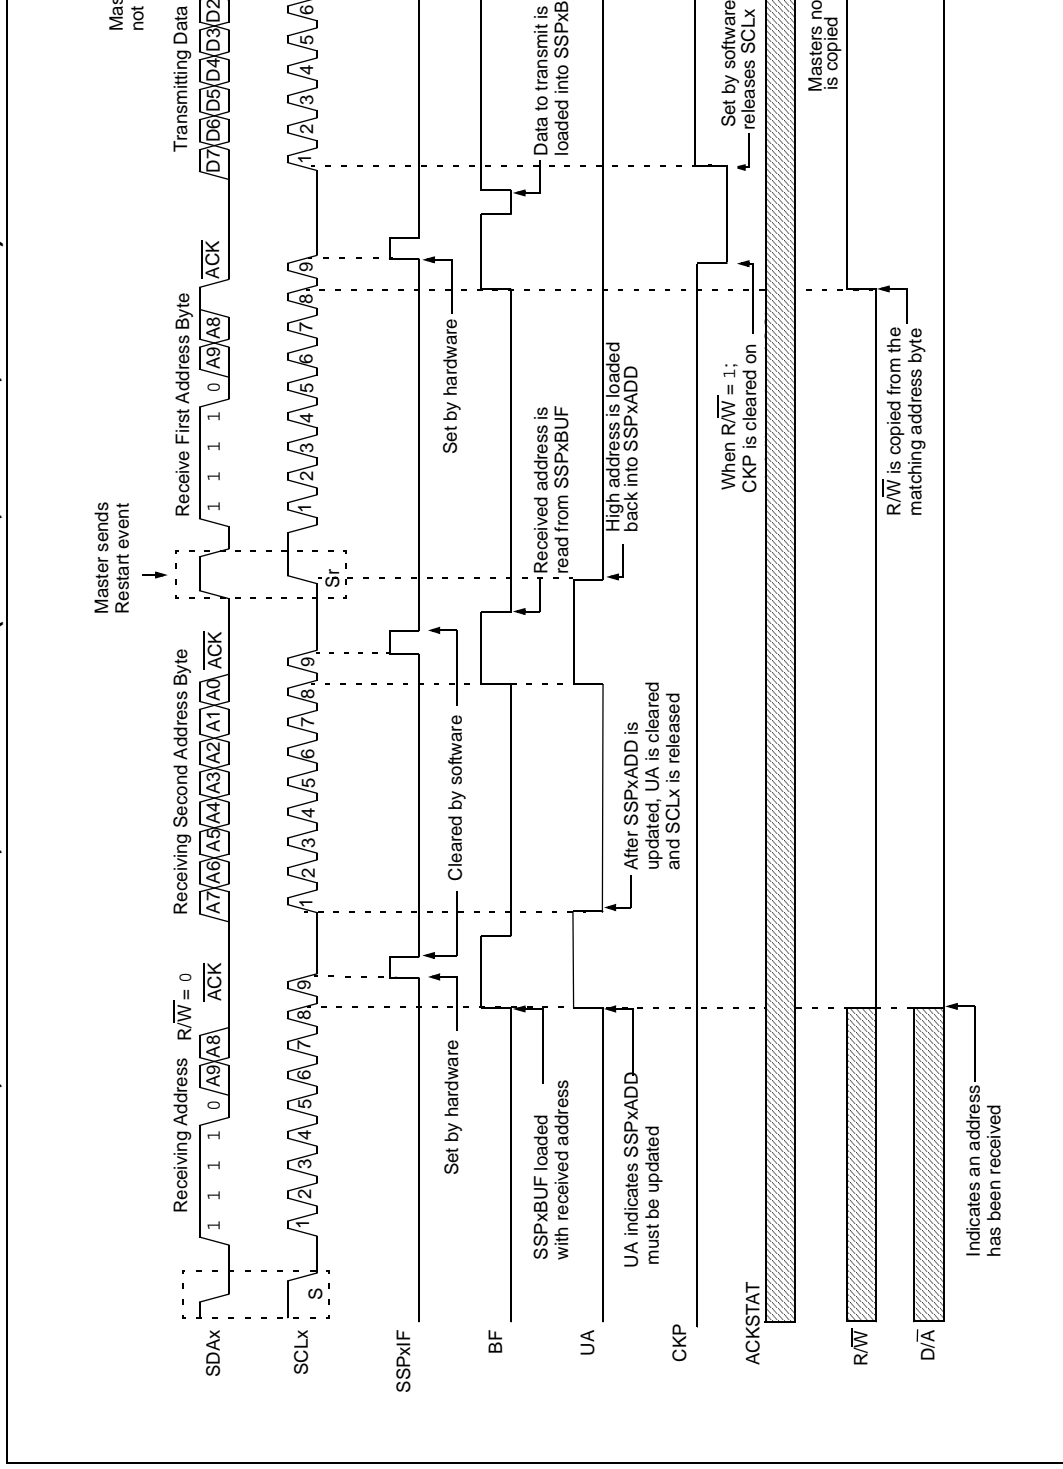 Master sends
Restart event
Mas
not
Receiving Address
R/W = 0
Receiving Second Address Byte
Receive First Address Byte
Transmitting Data
SDAx
1 1 1 1 0 A9 A8 ACK
A7 A6 A5 A4 A3 A2 A1 A0 ACK
1 1 1 1 0 A9 A8 ACK
D7 D6 D5 D4 D3 D2
SCLx
S
1 2 3 4 5 6 7 8 9
1 2 3 4 5 6 7 8 9
Sr
1 2 3 4 5 6 7 8 9
1 2 3 4 5 6
SSPxIF
Set by hardware
Cleared by software
Set by hardware
BF
SSPxBUF loaded
with received address
Received address is
read from SSPxBUF
Data to transmit is
loaded into SSPxB
UA
UA indicates SSPxADD
must be updated
After SSPxADD is
updated, UA is cleared
and SCLx is released
High address is loaded
back into SSPxADD
CKP
When R/W = 1;
CKP is cleared on
Set by software
releases SCLx
ACKSTAT
Masters no
is copied
R/W
R/W is copied from the
matching address byte
D/A
Indicates an address
has been received